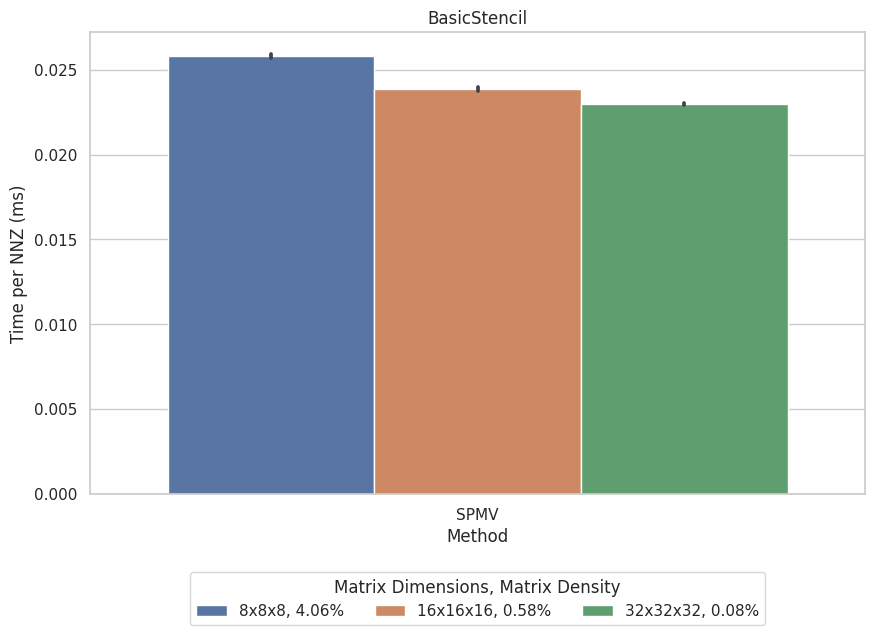 BasicStencil
0.025
0.020
0.015
0.010
0.005
0.000
Time per NNZ (ms)
SPMV
Method
Matrix Dimensions, Matrix Density
8x8x8, 4.06% 16x16x16, 0.58% 32x32x32, 0.08%